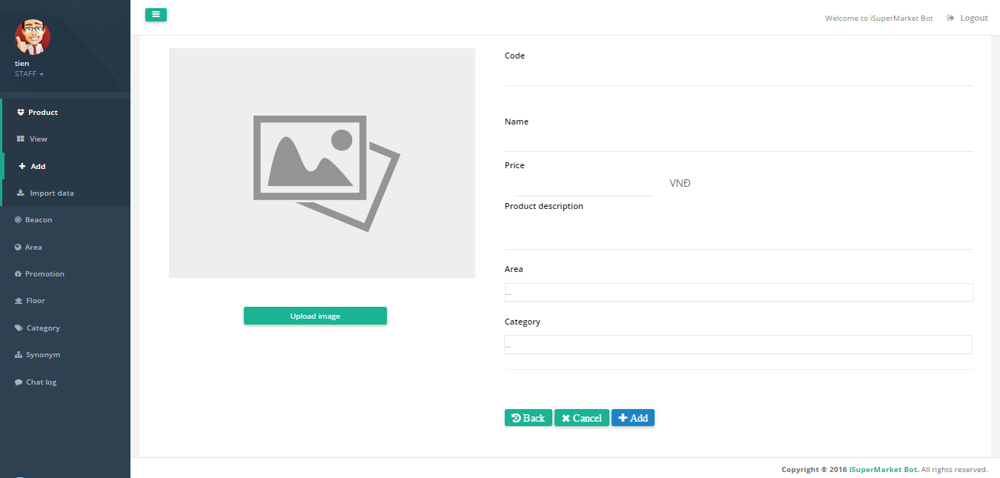 Welcome to iSuperMarket Bot
Logout
tien
STAFF
Product
View
Add
Import data
Beacon
Area
Promotion
Floor
Category
Synonym
Chat log
Upload image
Code
Name
Price
VNĐ
Product description
Area
...
Category
...
Back
Cancel
Add
Copyright ® 2016 iSuperMarket Bot. All rights reserved.